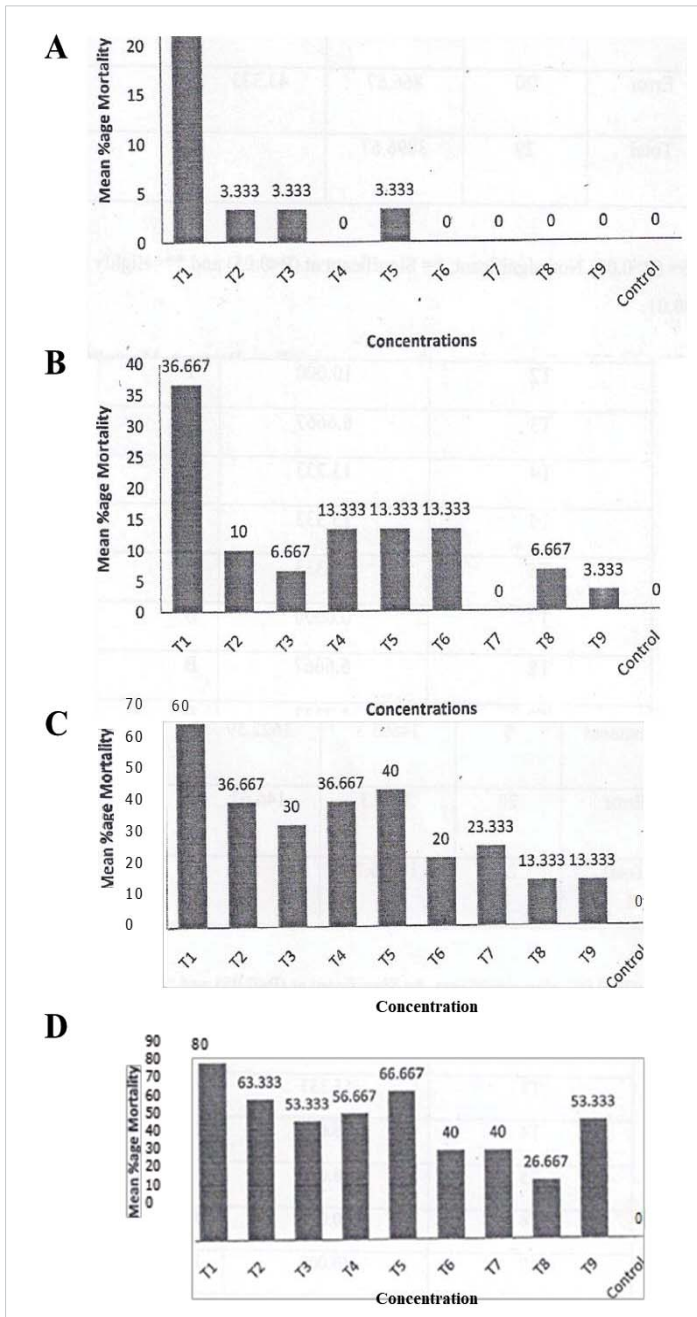 A
Mean %age Mortality
20
15
10
5
0
3.333
3.333
0
3.333
0
0
0
0
0
T1
T2
T3
T4
T5
T6
T7
T8
T9
Control
Concentrations
B
Mean %age Mortality
40
35
30
25
20
15
10
5
0
36.667
10
6.667
13.333
13.333
13.333
0
6.667
3.333
0
T1
T2
T3
T4
T5
T6
T7
T8
T9
Control
Concentrations
C
Mean %age Mortality
70
60
50
40
30
20
10
0
60
36.667
30
36.667
40
20
23.333
13.333
13.333
0
T1
T2
T3
T4
T5
T6
T7
T8
T9
Control
Concentration
D
Mean %age Mortality
90
80
70
60
50
40
30
20
10
0
80
63.333
53.333
56.667
66.667
40
40
26.667
53.333
0
T1
T2
T3
T4
T5
T6
T7
T8
T9
Control
Concentration